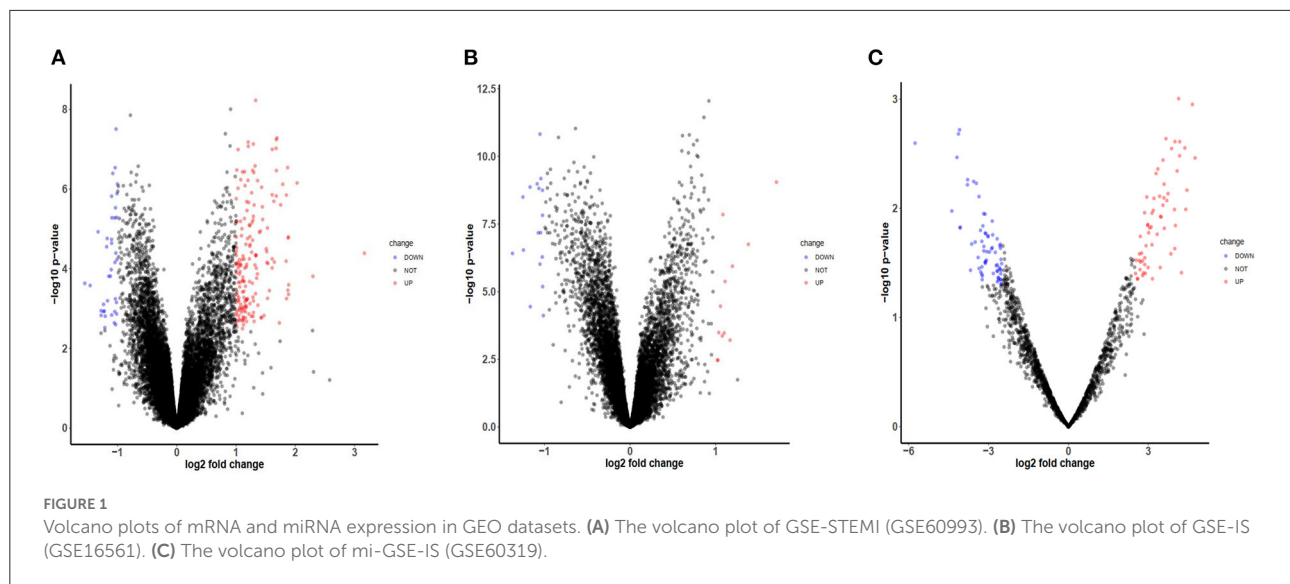 A
8
6
4
2
0
−log10 p−value
−1
0
1
2
3
log2 fold change
change
DOWN
NOT
UP
B
12.5
10.0
7.5
5.0
2.5
0.0
−log10 p−value
−1
0
1
log2 fold change
change
DOWN
NOT
UP
C
3
2
1
0
−log10 p−value
−6
−3
0
3
log2 fold change
change
DOWN
NOT
UP
FIGURE 1
Volcano plots of mRNA and miRNA expression in GEO datasets. (A) The volcano plot of GSE-STEMI (GSE60993). (B) The volcano plot of GSE-IS
(GSE16561). (C) The volcano plot of mi-GSE-IS (GSE60319).